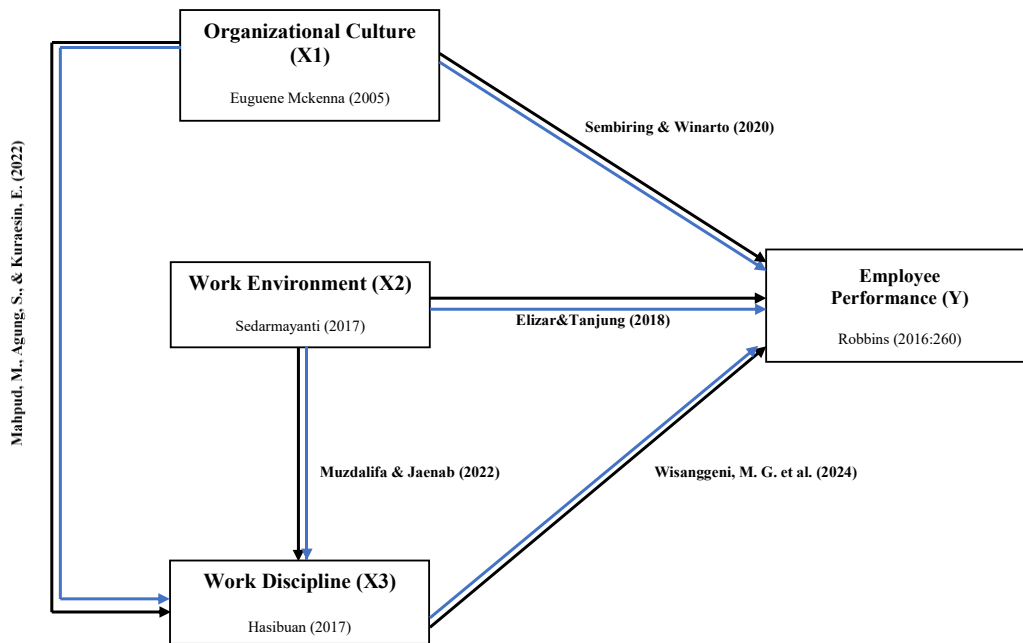 Organizational Culture
(X1)
Euguene Mckenna (2005)
Sembiring & Winarto (2020)
Mahpud, M., Agung, S., & Kuraesin, E. (2022)
Work Environment (X2)
Sedarmayanti (2017)
Elizar&Tanjung (2018)
Employee
Performance (Y)
Robbins (2016:260)
Muzdalifa & Jaenab (2022)
Wisanggeni, M. G. et al. (2024)
Work Discipline (X3)
Hasibuan (2017)